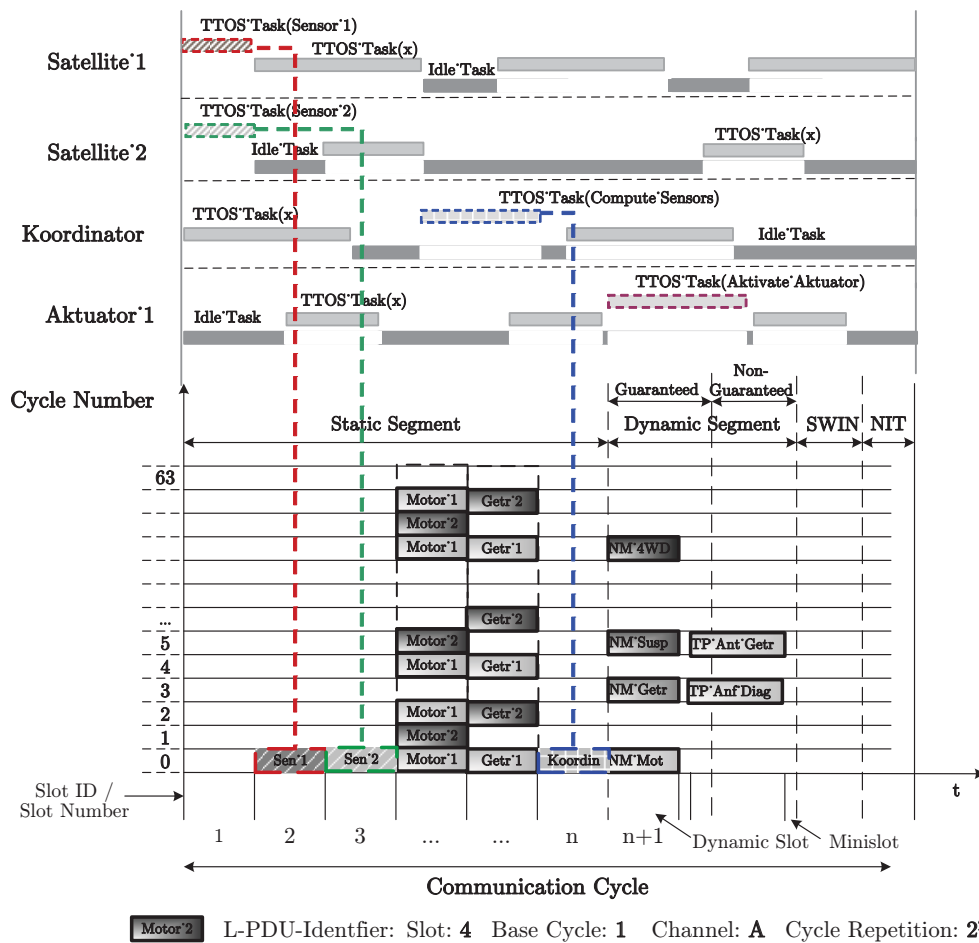 TTOS˙Task(Sensor˙1)
Satellite˙1
TTOS˙Task(x)
Idle˙Task
TTOS˙Task(Sensor˙2)
Satellite˙2
Idle˙Task
TTOS˙Task(x)
TTOS˙Task(Compute˙Sensors)
TTOS˙Task(x)
Koordinator
Idle˙Task
TTOS˙Task(Aktivate˙Aktuator)
Aktuator˙1
TTOS˙Task(x)
Idle˙Task
Non-
Guaranteed Guaranteed
Cycle Number
Static Segment Dynamic Segment SWIN NIT
63
Motor˙1 Getr˙2
Motor˙2
Motor˙1 Getr˙1 NM˙4WD
... Getr˙2
5 Motor˙2 NM˙Susp TP˙Ant˙Getr
4 Motor˙1 Getr˙1
3 NM˙Getr TP˙Anf˙Diag
2 Motor˙1 Getr˙2
1 Motor˙2
0 Sen˙1 Sen˙2 Motor˙1 Getr˙1 Koordin NM˙Mot
Slot ID /
Slot Number
t
1 2 3 ... ... n n+1
Dynamic Slot Minislot
Communication Cycle
Motor˙2 L-PDU-Identfier: Slot: 4 Base Cycle: 1 Channel: A Cycle Repetition: 2